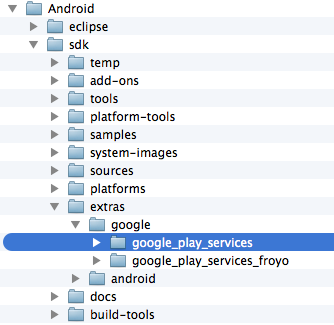 Android
eclipse
sdk
temp
add-ons
tools
platform-tools
samples
system-images
sources
platforms
extras
google
google_play_services
google_play_services_froyo
android
docs
build-tools